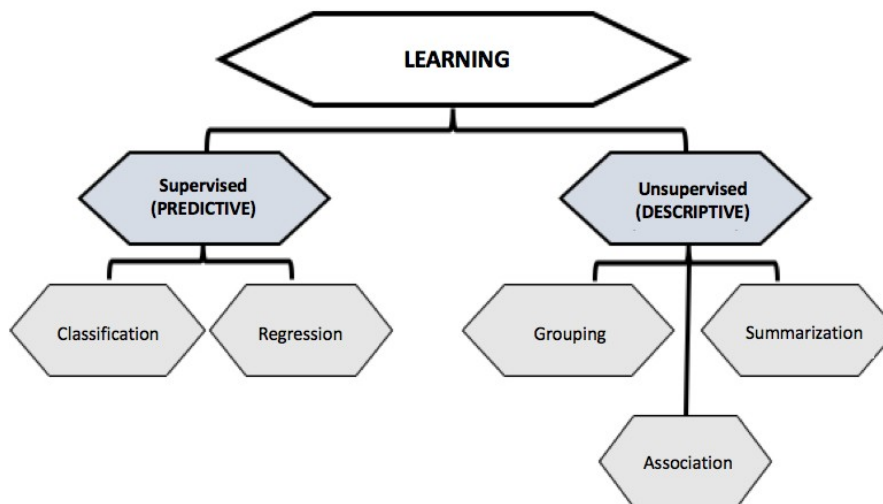 LEARNING
Supervised
(PREDICTIVE)
Unsupervised
(DESCRIPTIVE)
Classification
Regression
Grouping
Summarization
Association